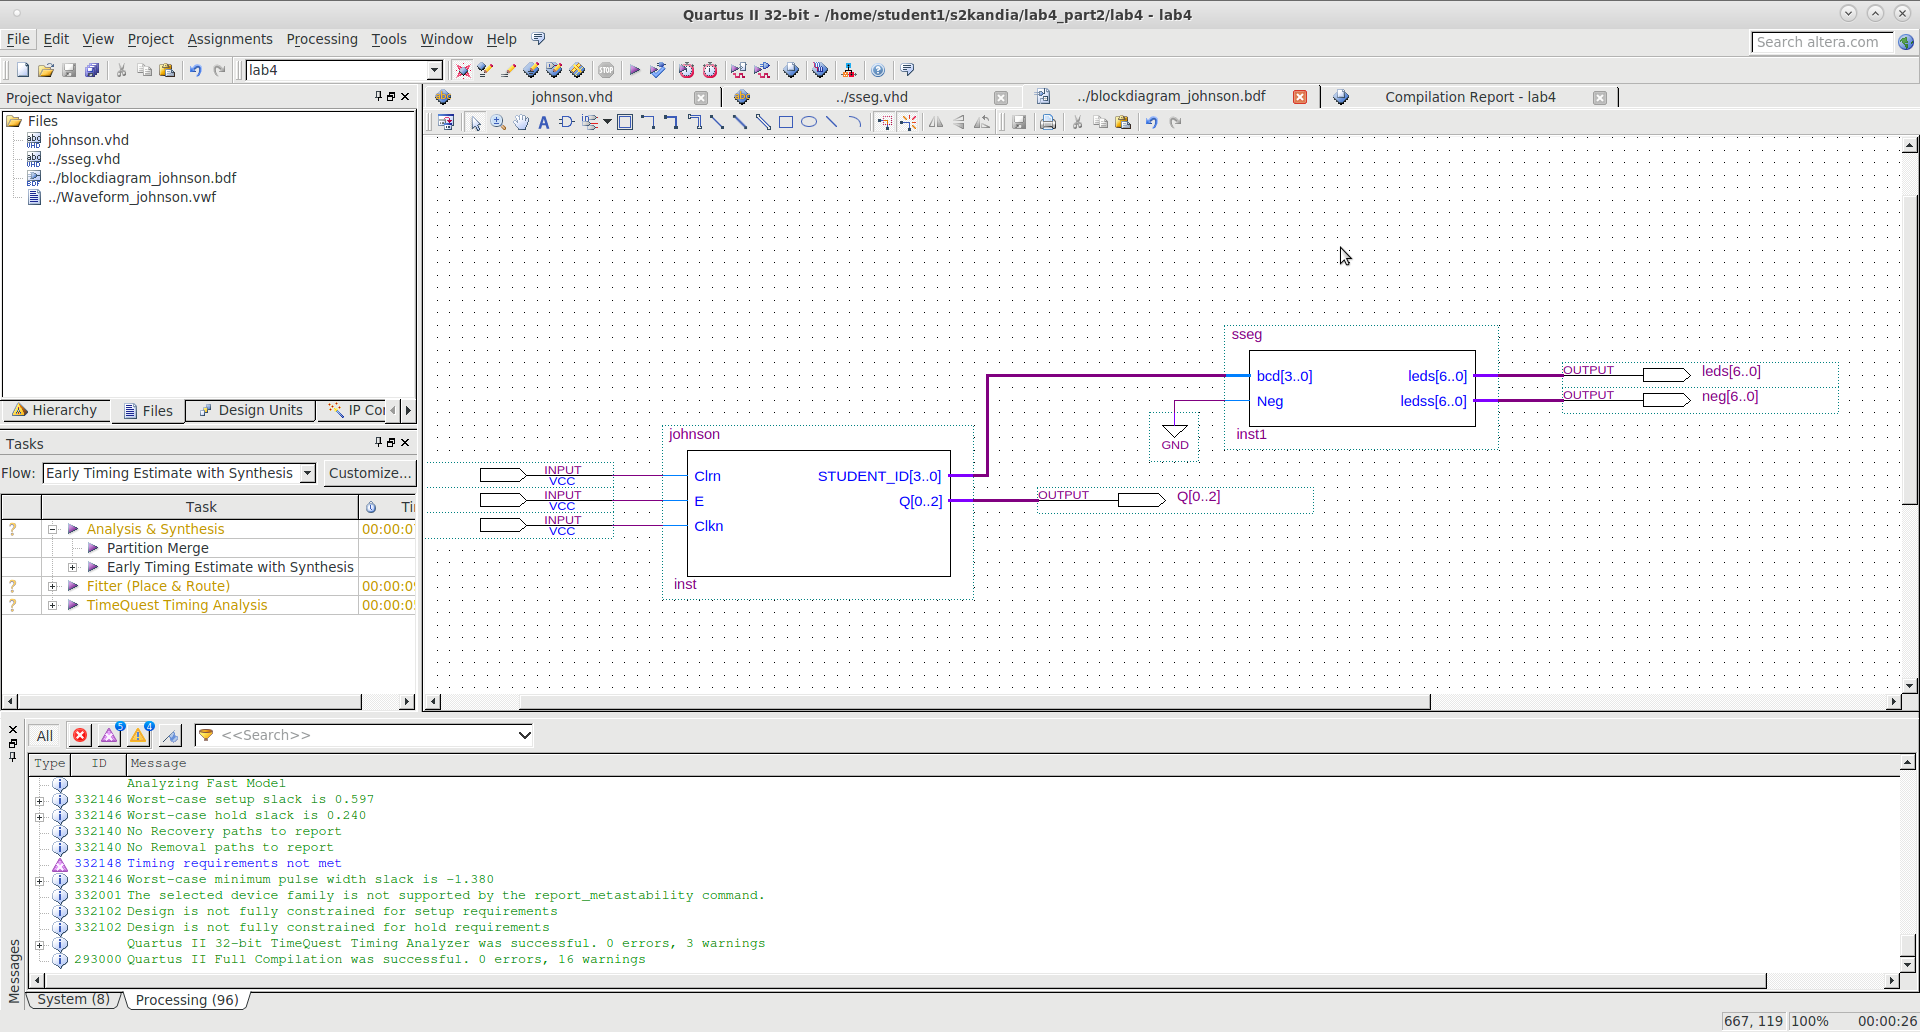 Quartus II 32-bit - /home/student1/s2kandia/lab4_part2/lab4 - lab4
File Edit View Project Assignments Processing Tools Window Help
Search altera.com
lab4
STOP
Project Navigator
Files
johnson.vhd
../sseg.vhd
../blockdiagram_johnson.bdf
../Waveform_johnson.vwf
Hierarchy Files Design Units IP Co
Tasks
Flow: Early Timing Estimate with Synthesis Customize...
Task Ti
? Analysis & Synthesis 00:00:0
Partition Merge
Early Timing Estimate with Synthesis
? Fitter (Place & Route) 00:00:0
? TimeQuest Timing Analysis 00:00:0
johnson.vhd ../sseg.vhd ../blockdiagram_johnson.bdf Compilation Report - lab4
sseg
bcd[3..0] leds[6..0]
Neg ledss[6..0]
inst1
OUTPUT leds[6..0]
OUTPUT neg[6..0]
GND
johnson
INPUT
VCC
INPUT
VCC
INPUT
VCC
Clrn STUDENT_ID[3..0]
E Q[0..2]
Clkn
inst
OUTPUT Q[0..2]
All 5 4 <<Search>>
Type ID Message
Analyzing Fast Model
332146 Worst-case setup slack is 0.597
332146 Worst-case hold slack is 0.240
332140 No Recovery paths to report
332140 No Removal paths to report
332148 Timing requirements not met
332146 Worst-case minimum pulse width slack is -1.380
332001 The selected device family is not supported by the report_metastability command.
332102 Design is not fully constrained for setup requirements
332102 Design is not fully constrained for hold requirements
Quartus II 32-bit TimeQuest Timing Analyzer was successful. 0 errors, 3 warnings
293000 Quartus II Full Compilation was successful. 0 errors, 16 warnings
Messages
System (8) Processing (96)
667, 119 100% 00:00:26